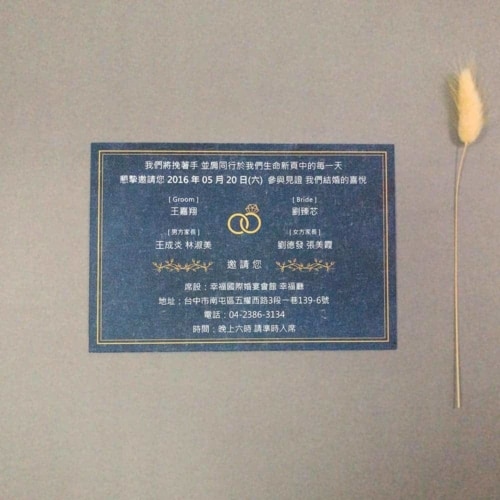 我們將挽著手 並肩同行於我們生命新頁中的每一天
懇摯邀請您 2016 年 05 月 20 日(六) 參與見證 我們結婚的喜悅
[ Groom ] [ Bride ]
王嘉翔 劉臻芯
[ 男方家長 ] [ 女方家長 ]
王成炎 林淑美 劉德發 張美霞
邀 請 您
席設：幸福國際婚宴會館 幸福廳
地址：台中市南屯區五權西路3段一巷139-6號
電話：04-2386-3134
時間：晚上六時 請準時入席